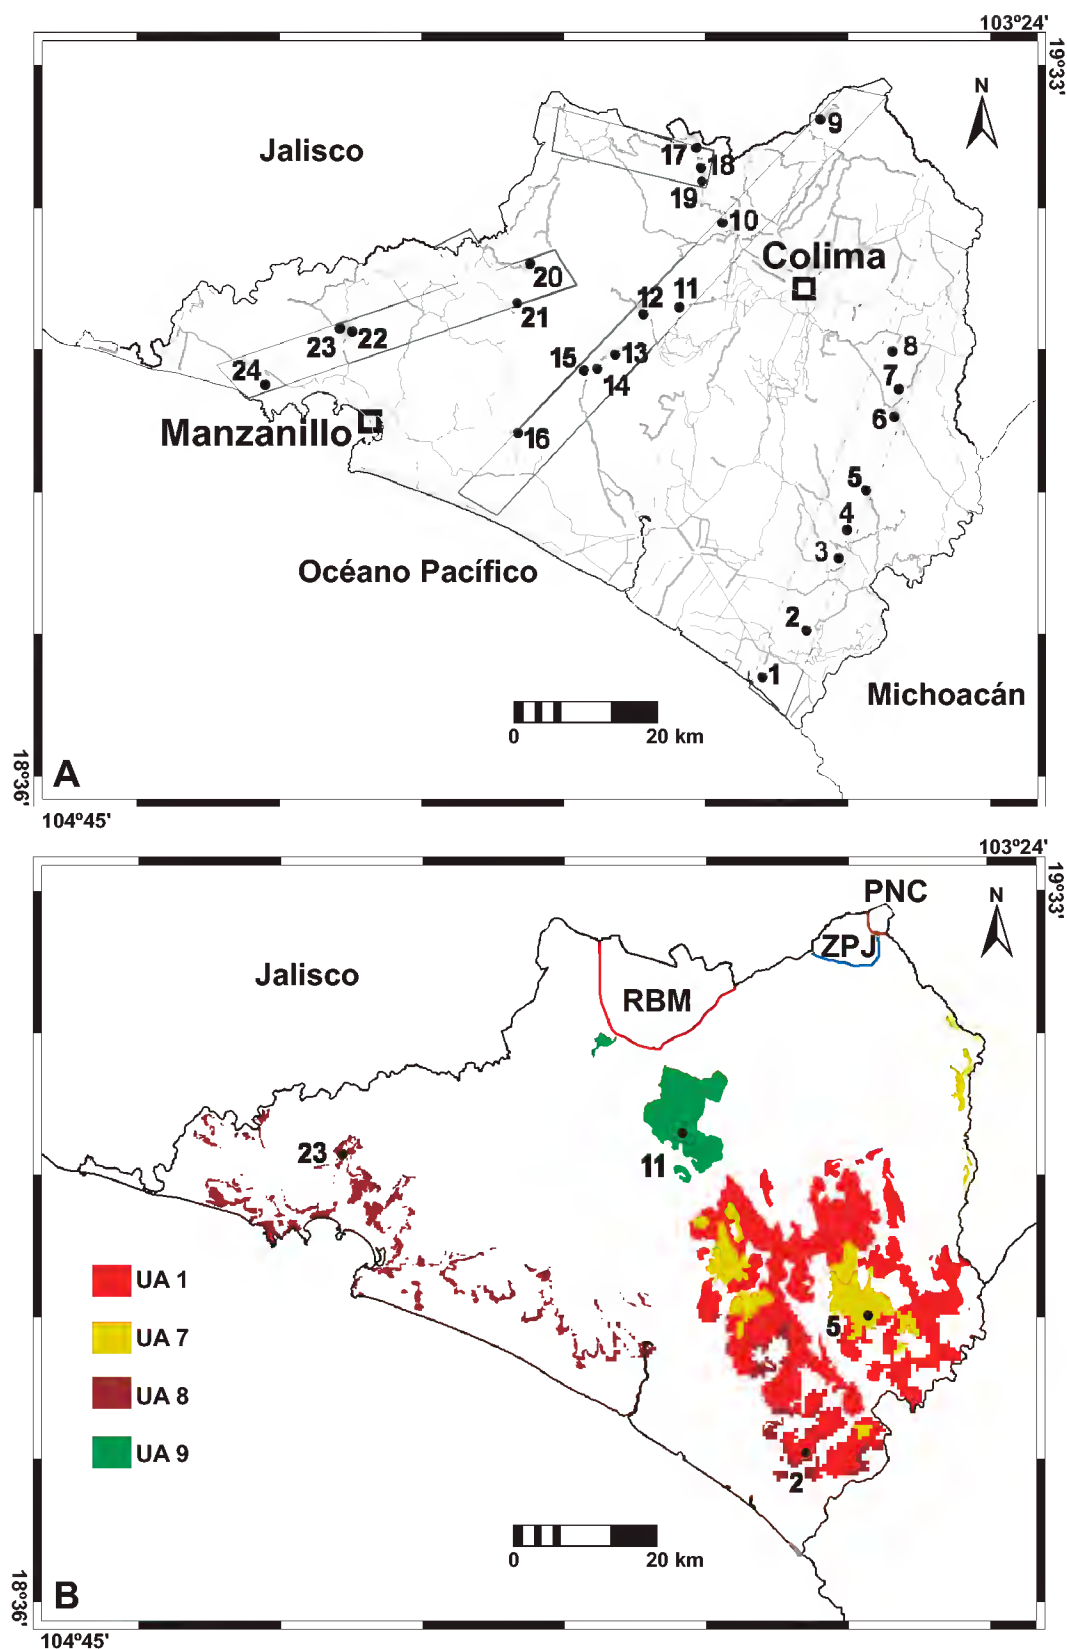 103º24'
19º33'
N
Jalisco
9
17
18
19
10
Colima
20
21
12
11
23
22
24
15
13
14
8
7
6
Manzanillo
16
5
4
3
Océano Pacífico
2
1
Michoacán
0
20 km
18º36'
A
104º45'
103º24'
19º33'
PNC
N
ZPJ
Jalisco
RBM
23
11
UA 1
5
UA 7
UA 8
UA 9
2
0
20 km
18º36'
B
104º45'